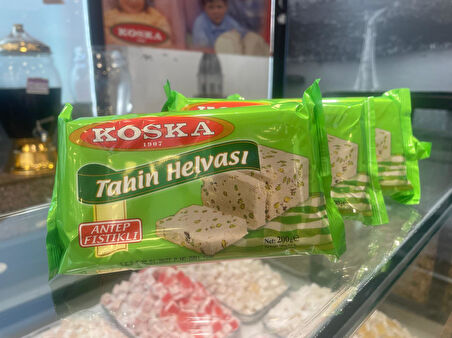 KOSKA
KOSKA
1907
Tahin Helvası
ANTEP
FISTIKLI
Net: 200g e